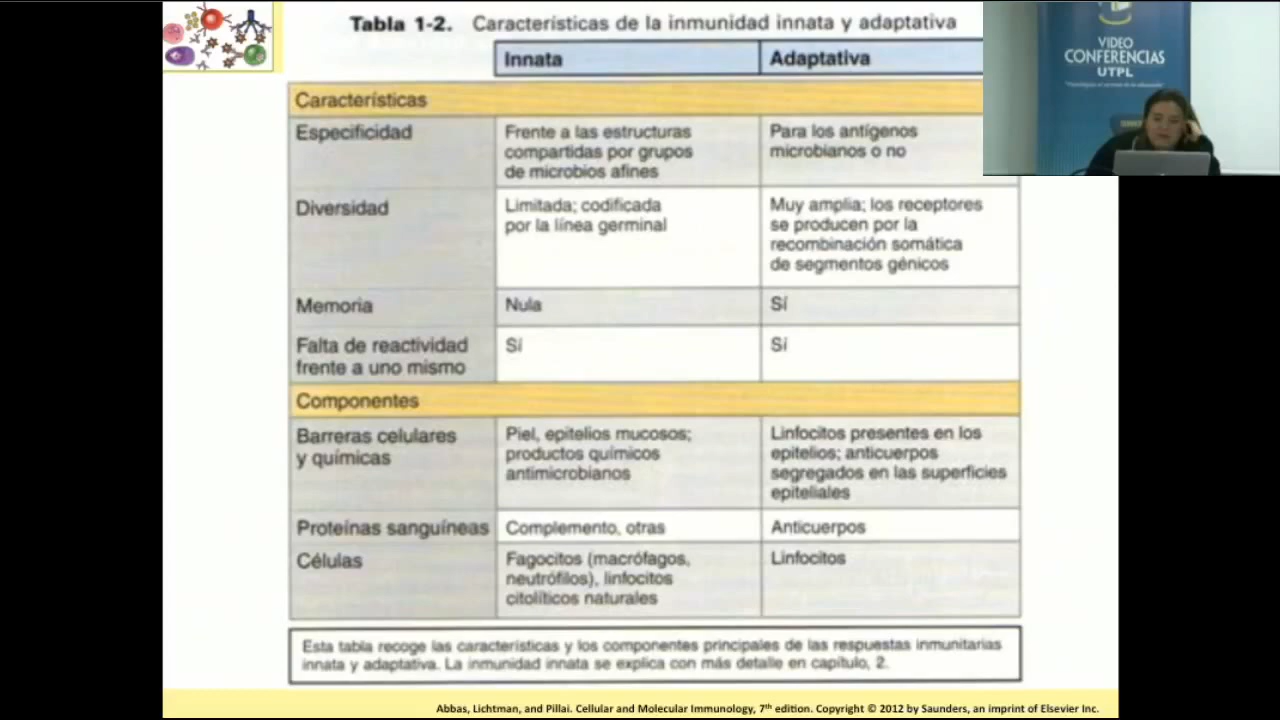 Tabla 1-2. Características de la inmunidad innata y adaptativa
Innata
Adaptativa
Características
Especificidad
Frente a las estructuras
compartidas por grupos
de microbios afines
Para los antígenos
microbianos o no
Diversidad
Limitada; codificada
por la línea germinal
Muy amplia; los receptores
se producen por la
recombinación somática
de segmentos génicos
Memoria
Nula
Sí
Falta de reactividad
frente a uno mismo
Sí
Sí
Componentes
Barreras celulares
y químicas
Piel, epitelios mucosos;
productos químicos
antimicrobianos
Linfocitos presentes en los
epitelios; anticuerpos
segregados en las superficies
epiteliales
Proteínas sanguíneas
Complemento, otras
Anticuerpos
Células
Fagocitos (macrófagos,
neutrófilos), linfocitos
citolíticos naturales
Linfocitos
Esta tabla recoge las características y los componentes principales de las respuestas inmunitarias
innata y adaptativa. La inmunidad innata se explica con más detalle en capítulo, 2.
Abbas, Lichtman, and Pillai. Cellular and Molecular Immunology, 7th edition. Copyright © 2012 by Saunders, an imprint of Elsevier Inc.
VIDEO
CONFERENCIAS
UTPL